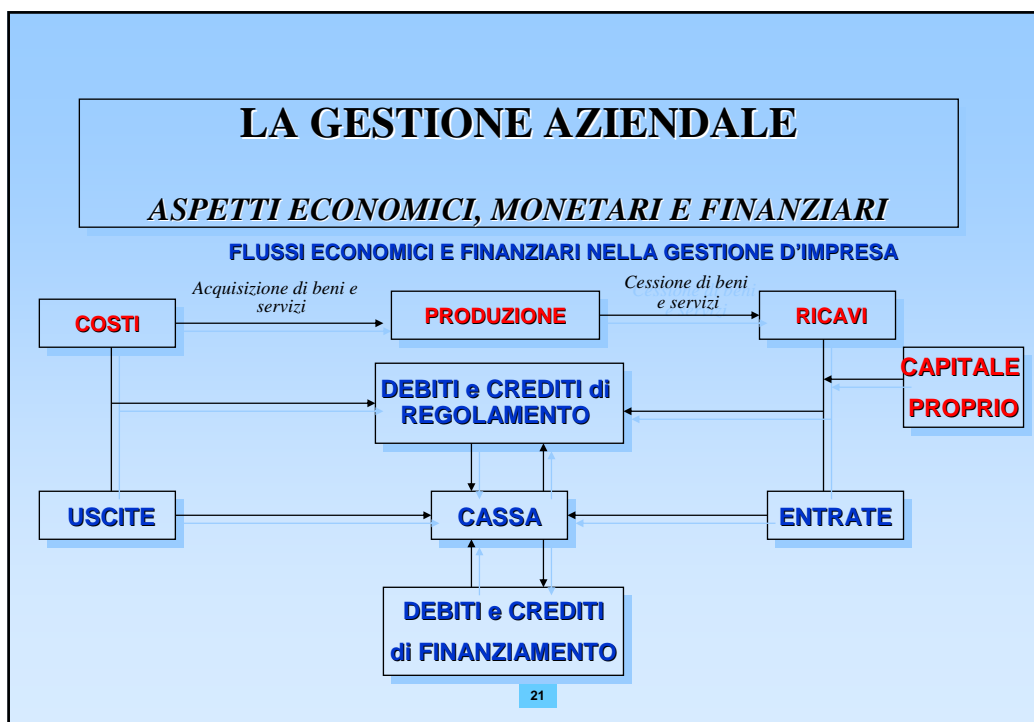 LA GESTIONE AZIENDALE
ASPETTI ECONOMICI, MONETARI E FINANZIARI
FLUSSI ECONOMICI E FINANZIARI NELLA GESTIONE D'IMPRESA
COSTI
Acquisizione di beni e
servizi
PRODUZIONE
Cessione di beni
e servizi
RICAVI
CAPITALE
PROPRIO
DEBITI e CREDITI di
REGOLAMENTO
USCITE
CASSA
ENTRATE
DEBITI e CREDITI
di FINANZIAMENTO
21